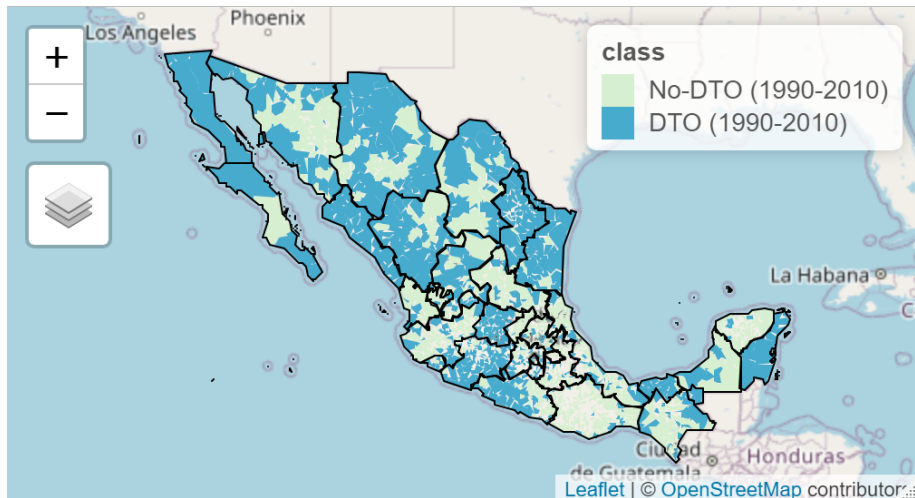 Phoenix
Los Angeles
+
−
class
No-DTO (1990-2010)
DTO (1990-2010)
La Habana
Honduras
de Guatemala
Leaflet | © OpenStreetMap contributors